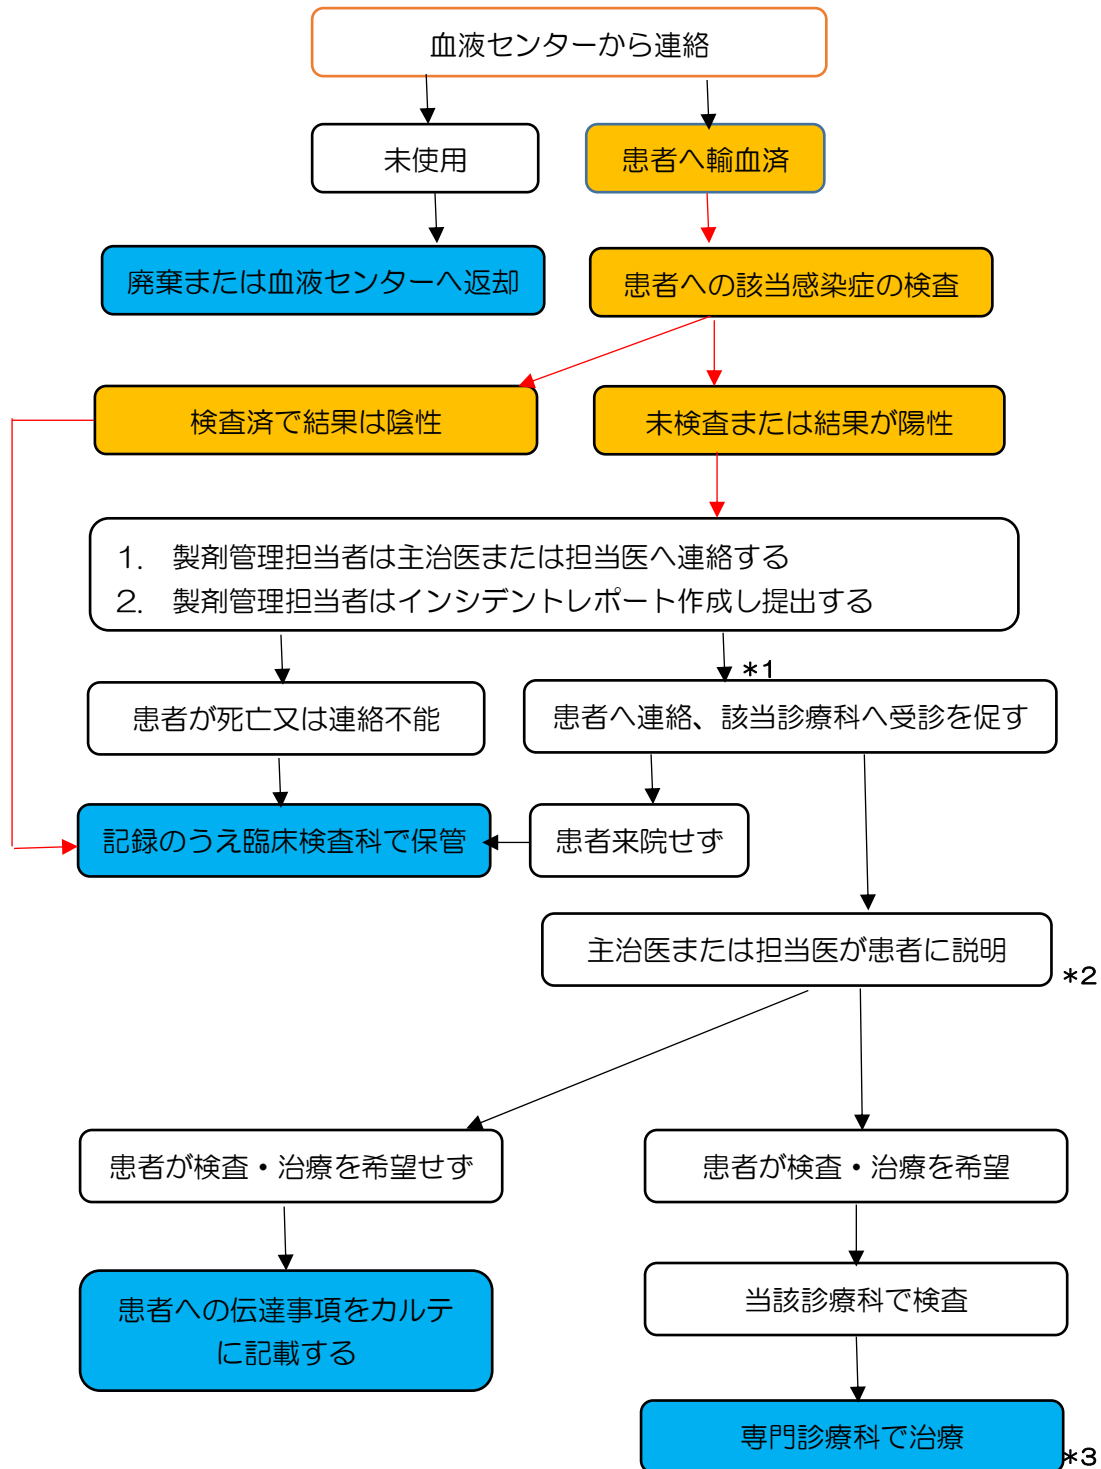 血液センターから連絡
未使用
患者へ輸血済
廃棄または血液センターへ返却
患者への該当感染症の検査
検査済で結果は陰性
未検査または結果が陽性
1. 製剤管理担当者は主治医または担当医へ連絡する
2. 製剤管理担当者はインシデントレポート作成し提出する
*1
患者が死亡又は連絡不能
患者へ連絡、該当診療科へ受診を促す
記録のうえ臨床検査科で保管
患者来院せず
主治医または担当医が患者に説明
*2
患者が検査・治療を希望せず
患者が検査・治療を希望
患者への伝達事項をカルテ
に記載する
当該診療科で検査
専門診療科で治療
*3